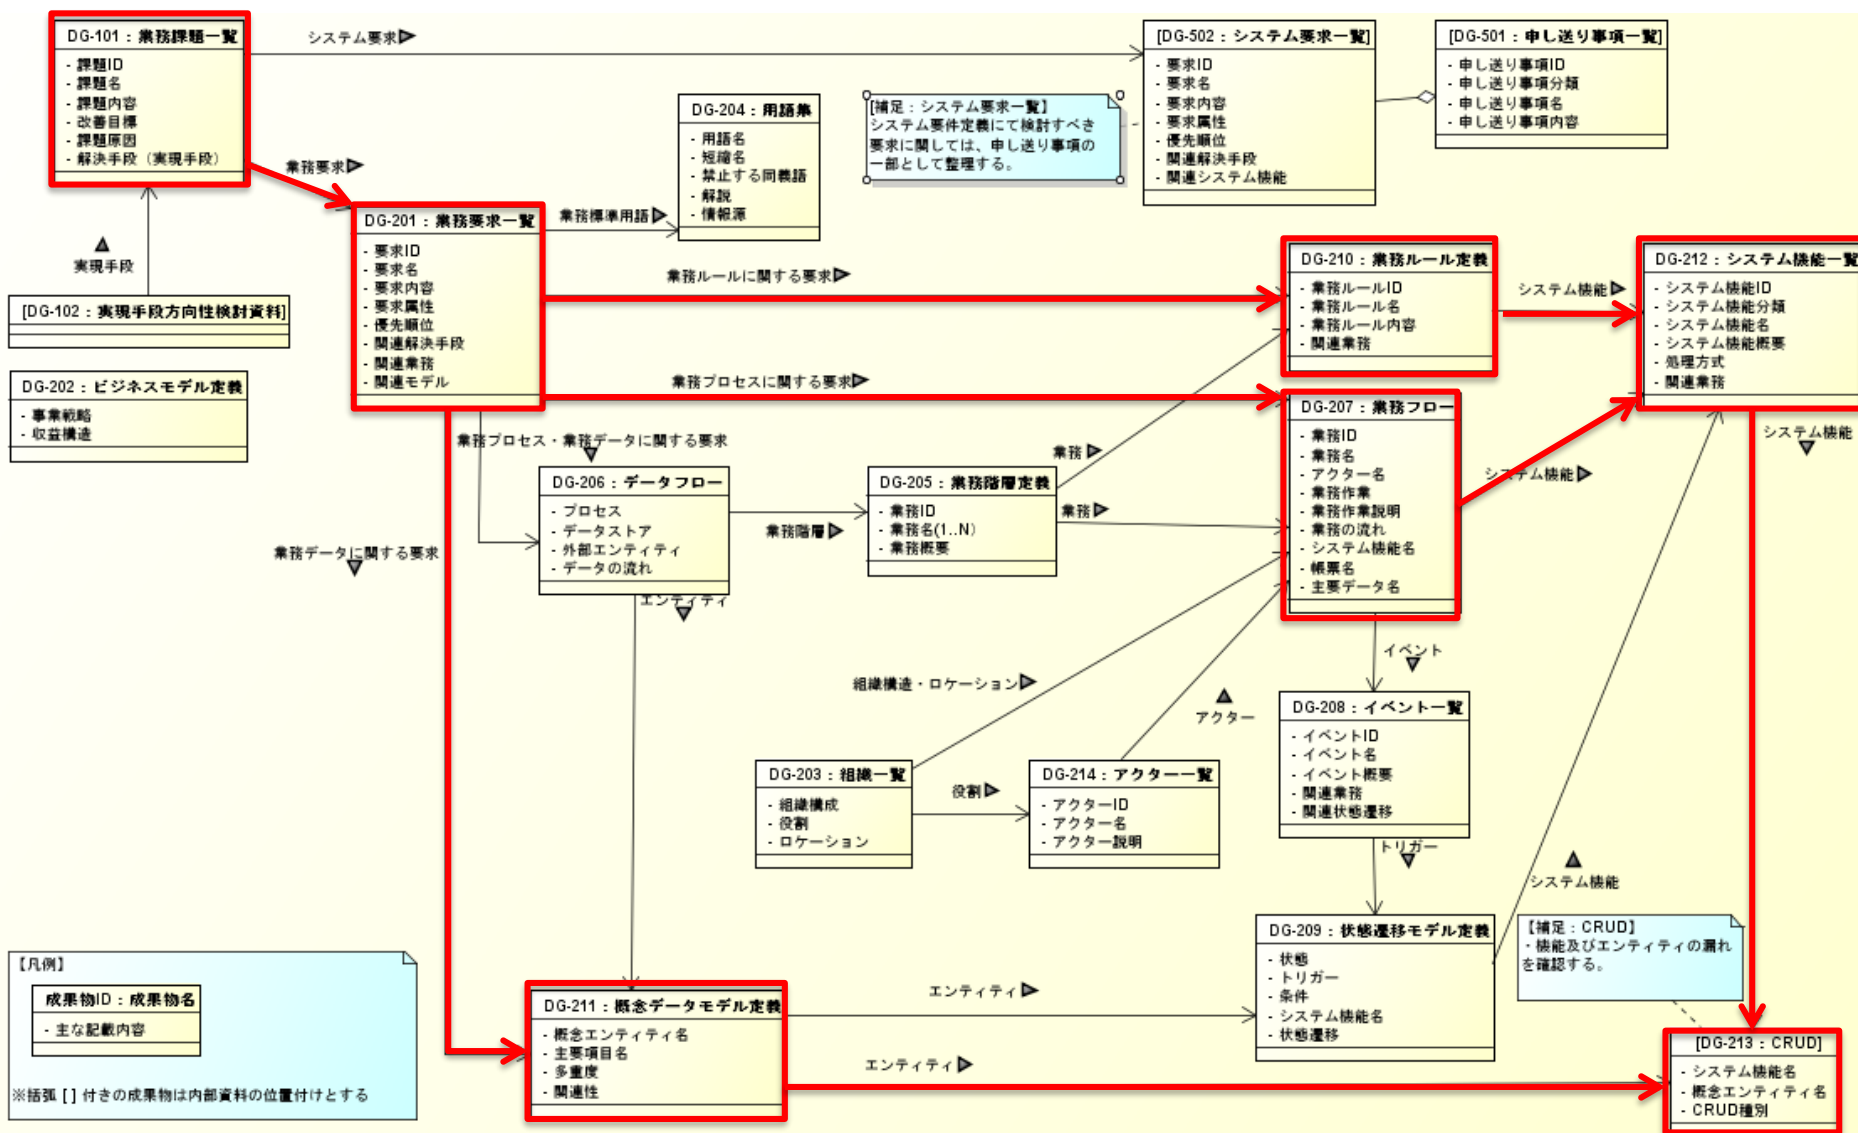 DG-101：業務課題一覧
- 課題ID
- 課題名
- 課題内容
- 改善目標
- 課題原因
- 解決手段（実現手段）
システム要求▶
[DG-502：システム要求一覧]
- 要求ID
- 要求名
- 要求内容
- 要求属性
- 優先順位
- 関連解決手段
- 関連システム機能
[DG-501：申し送り事項一覧]
- 申し送り事項ID
- 申し送り事項分類
- 申し送り事項名
- 申し送り事項内容
[補足：システム要求一覧]
システム要件定義にて検討すべき
要求に関しては、申し送り事項の
一部として整理する。
DG-204：用語集
- 用語名
- 短縮名
- 禁止する同義語
- 解説
- 情報源
業務要求▶
業務標準用語▶
▲
実現手段
[DG-102：実現手段方向性検討資料]
DG-202：ビジネスモデル定義
- 事業戦略
- 収益構造
DG-201：業務要求一覧
- 要求ID
- 要求名
- 要求内容
- 要求属性
- 優先順位
- 関連解決手段
- 関連業務
- 関連モデル
業務ルールに関する要求▶
業務プロセスに関する要求▶
DG-210：業務ルール定義
- 業務ルールID
- 業務ルール名
- 業務ルール内容
- 関連業務
システム機能▶
DG-212：システム機能一覧
- システム機能ID
- システム機能分類
- システム機能名
- システム機能概要
- 処理方式
- 関連業務
システム機能
▼
業務プロセス・業務データに関する要求
▼
DG-206：データフロー
- プロセス
- データストア
- 外部エンティティ
- データの流れ
業務階層▶
DG-205：業務階層定義
- 業務ID
- 業務名(1..N）
- 業務概要
業務▶
業務▶
DG-207：業務フロー
- 業務ID
- 業務名
- アクター名
- 業務作業
- 業務作業説明
- 業務の流れ
- システム機能名
- 帳票名
- 主要データ名
システム機能▶
業務データに関する要求
▼
エンティティ
▼
組織構造・ロケーション▶
▲
アクター
イベント
▼
DG-208：イベント一覧
- イベントID
- イベント名
- イベント概要
- 関連業務
- 関連状態遷移
DG-203：組織一覧
- 組織構成
- 役割
- ロケーション
役割▶
DG-214：アクター一覧
- アクターID
- アクター名
- アクター説明
トリガー
▼
▲
システム機能
DG-209：状態遷移モデル定義
- 状態
- トリガー
- 条件
- システム機能名
- 状態遷移
【補足：CRUD】
・機能及びエンティティの漏れ
を確認する。
【凡例】
成果物ID：成果物名
- 主な記載内容
※括弧 [ ] 付きの成果物は内部資料の位置付けとする
DG-211：概念データモデル定義
- 概念エンティティ名
- 主要項目名
- 多重度
- 関連性
エンティティ▶
エンティティ▶
[DG-213：CRUD]
- システム機能名
- 概念エンティティ名
- CRUD種別